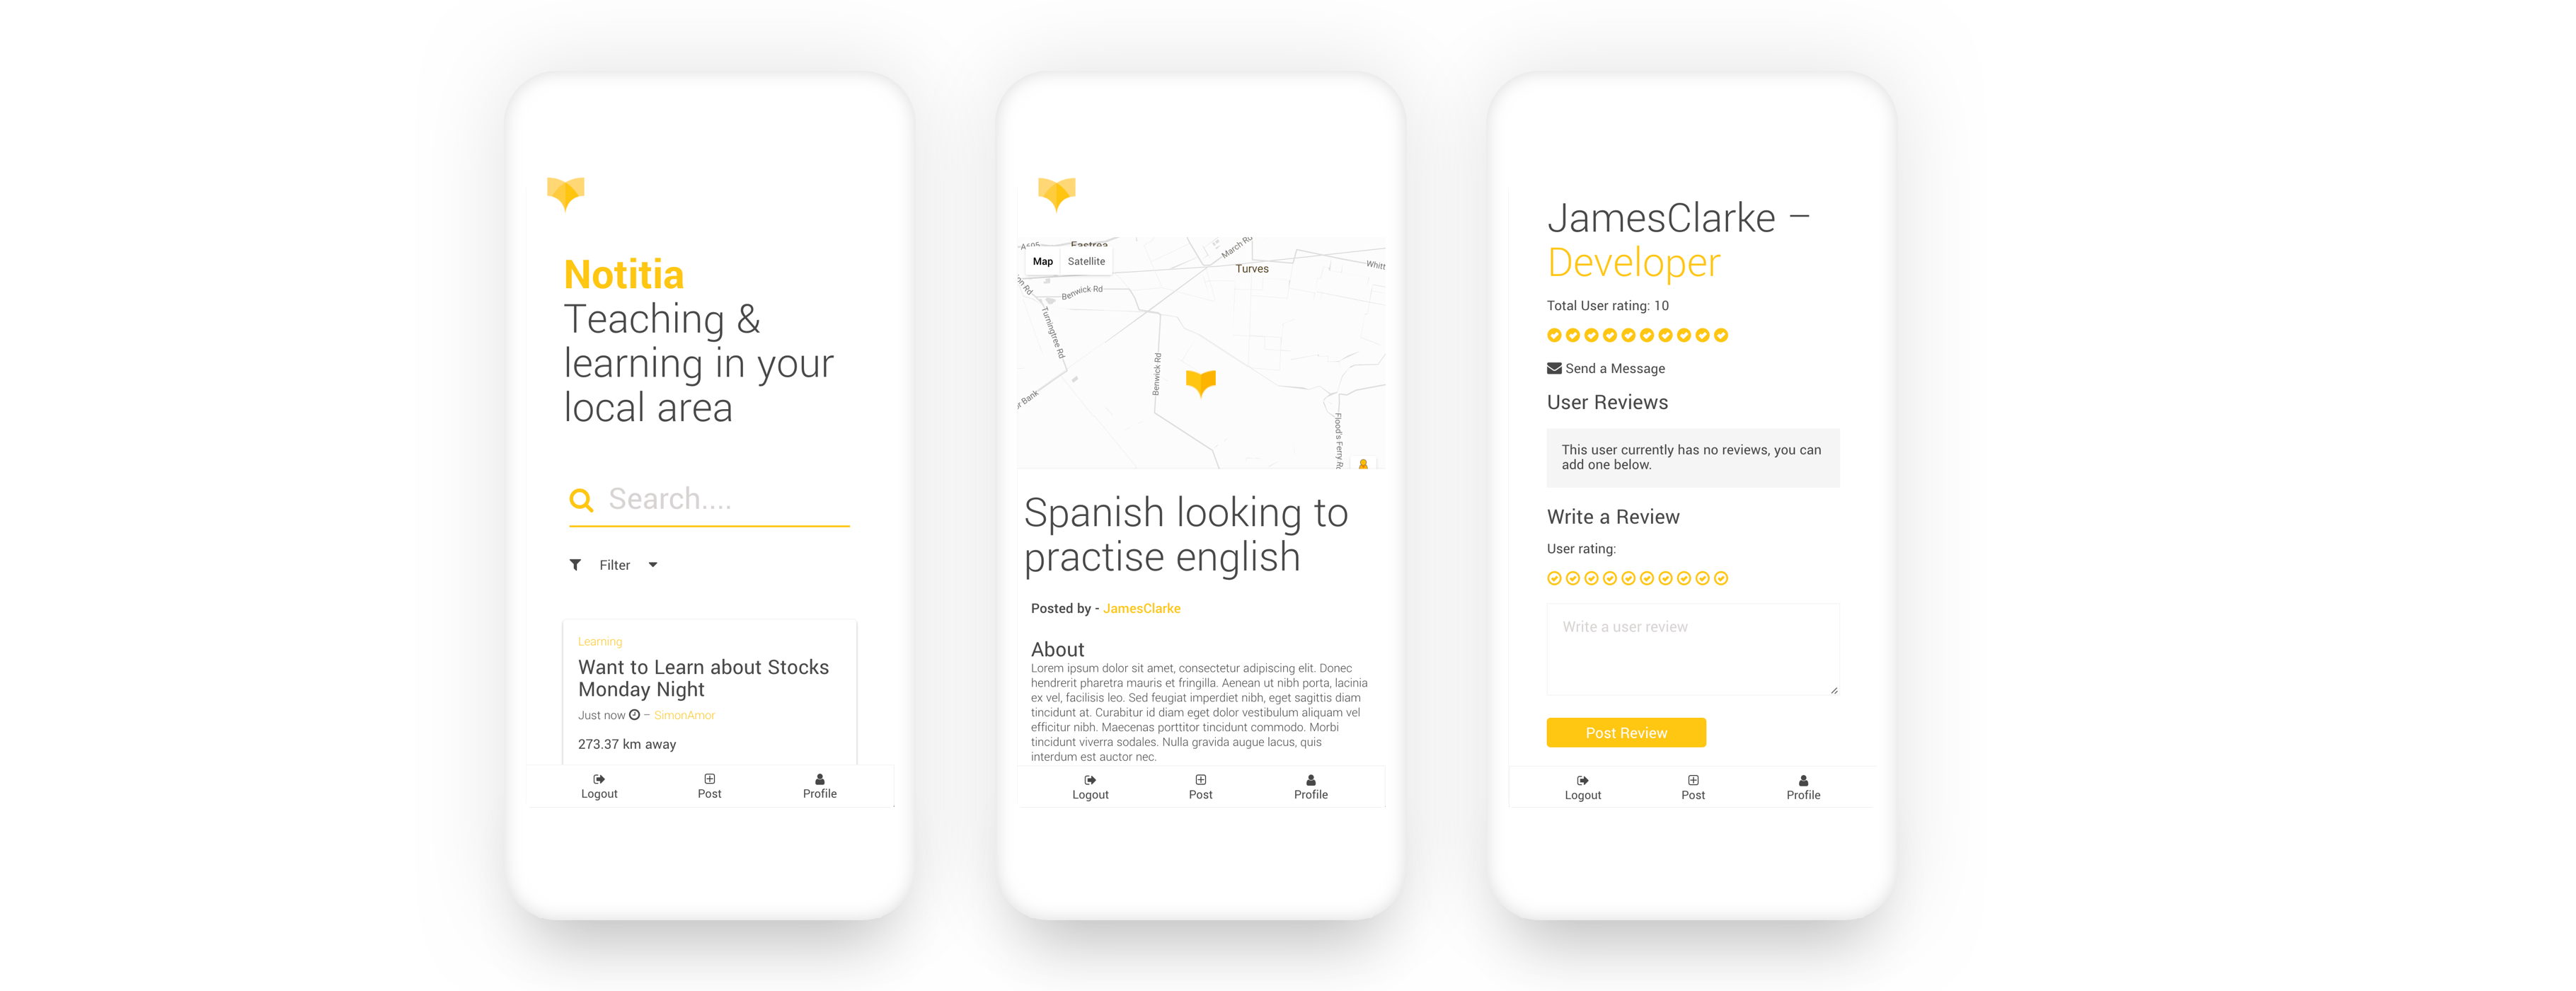 Notitia
Teaching &
learning in your
local area
Search....
Filter
Learning
Want to Learn about Stocks
Monday Night
Just now – SimonAmor
273.37 km away
Logout Post Profile
Eastrea
Map Satellite
March Rd
Turves
Whitt
Benwick Rd
Turningtree Rd
Benwick Rd
Bank
Flood's Ferry Rd
Spanish looking to
practise english
Posted by - JamesClarke
About
Lorem ipsum dolor sit amet, consectetur adipiscing elit. Donec
hendrerit pharetra mauris et fringilla. Aenean ut nibh porta, lacinia
ex vel, facilisis leo. Sed feugiat imperdiet nibh, eget sagittis diam
tincidunt at. Curabitur id diam eget dolor vestibulum aliquam vel
efficitur nibh. Maecenas porttitor tincidunt commodo. Morbi
tincidunt viverra sodales. Nulla gravida augue lacus, quis
interdum est auctor nec.
Logout Post Profile
JamesClarke –
Developer
Total User rating: 10
Send a Message
User Reviews
This user currently has no reviews, you can
add one below.
Write a Review
User rating:
Write a user review
Post Review
Logout Post Profile